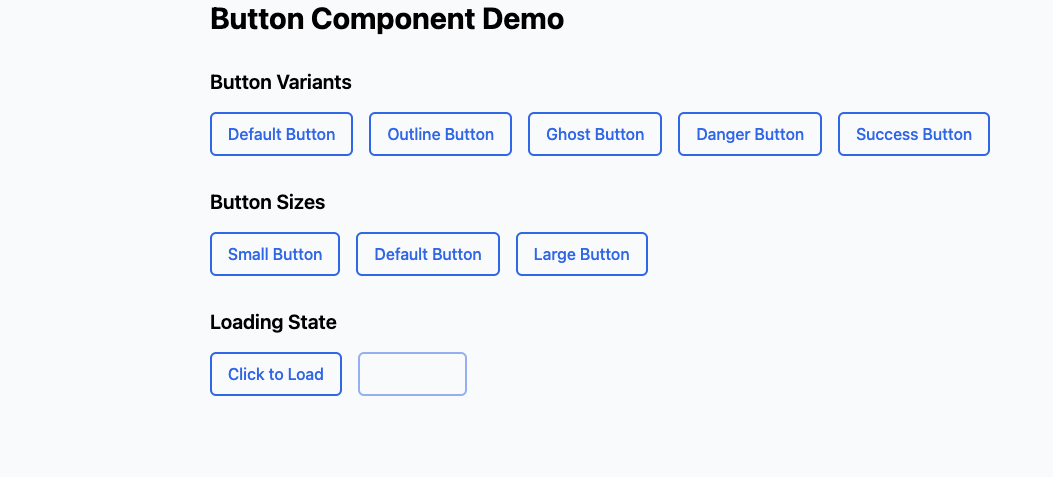 Button Component Demo
Button Variants
Default Button Outline Button Ghost Button Danger Button Success Button
Button Sizes
Small Button Default Button Large Button
Loading State
Click to Load